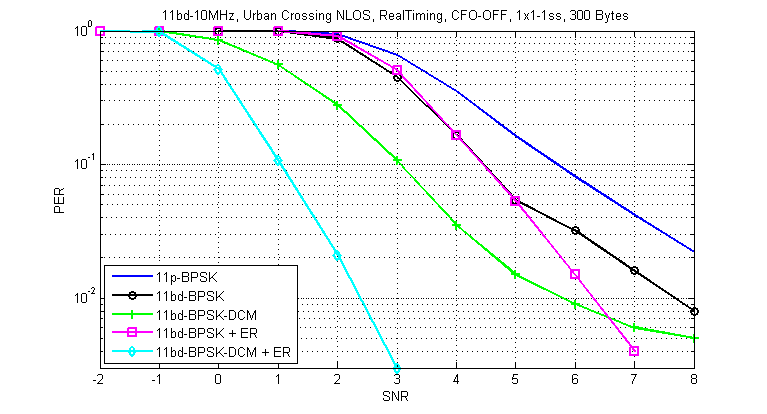 11bd-10MHz, Urban Crossing NLOS, RealTiming, CFO-OFF, 1x1-1ss, 300 Bytes
10^0
10^-1
10^-2
PER
11p-BPSK
11bd-BPSK
11bd-BPSK-DCM
11bd-BPSK + ER
11bd-BPSK-DCM + ER
-2 -1 0 1 2 3 4 5 6 7 8
SNR